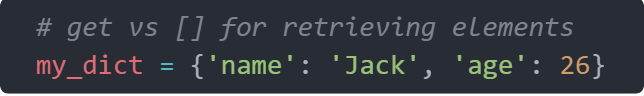 # get vs [] for retrieving elements
my_dict = {'name': 'Jack', 'age': 26}